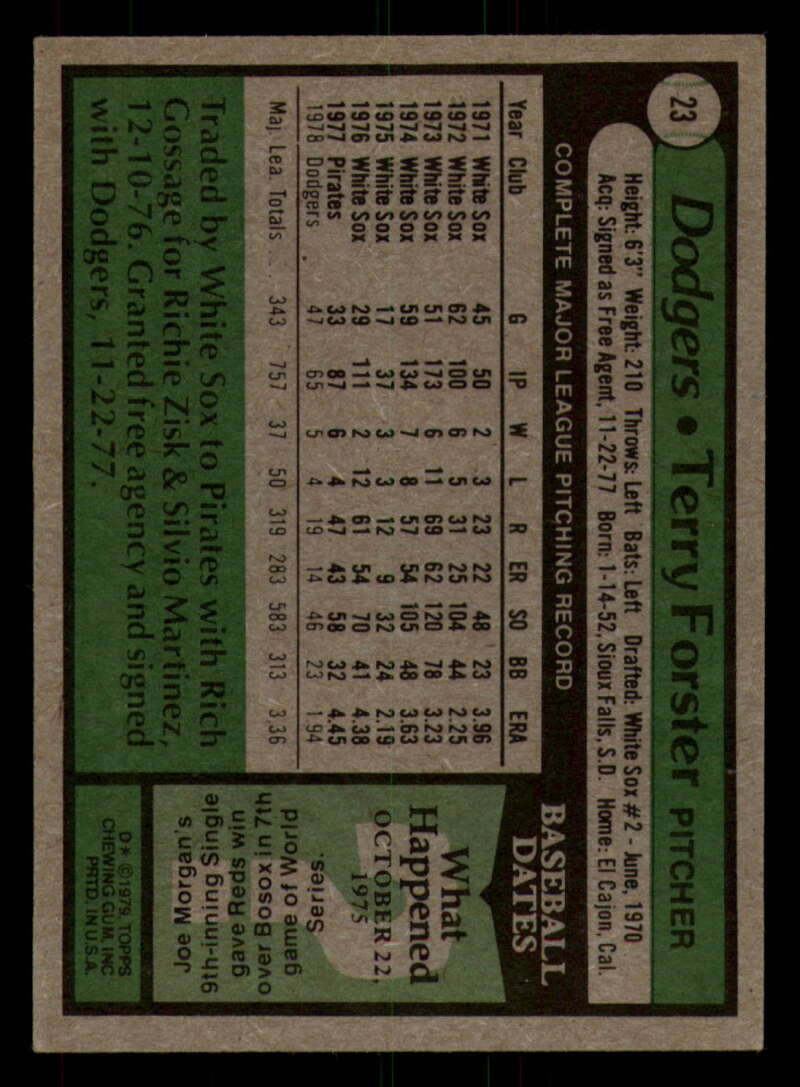 23
Dodgers • Terry Forster PITCHER
Height: 6'3" Weight: 210 Throws: Left Bats: Left Drafted: White Sox #2 - June, 1970
Acq: Signed as Free Agent, 11-22-77 Born: 1-14-52, Sioux Falls, S.D. Home: El Cajon, Cal.
COMPLETE MAJOR LEAGUE PITCHING RECORD
Year Club G IP W L R ER SO BB ERA
1971 White Sox 45 50 2 3 23 22 48 23 3.96
1972 White Sox 62 100 6 5 31 25 104 44 2.25
1973 White Sox 51 173 6 11 69 62 120 78 3.23
1974 White Sox 59 134 7 8 57 54 105 48 3.63
1975 White Sox 17 37 3 3 12 9 32 24 2.19
1976 White Sox 29 111 2 12 61 54 70 41 4.38
1977 Pirates 33 87 6 4 47 43 58 32 4.45
1978 Dodgers 47 65 5 4 19 14 46 23 1.94
Maj. Lea. Totals 343 757 37 50 319 283 583 313 3.36
Traded by White Sox to Pirates with Rich
Gossage for Richie Zisk & Silvio Martinez,
12-10-76. Granted free agency and signed
with Dodgers, 11-22-77.
BASEBALL
DATES
What
Happened
OCTOBER 22,
1975
Joe Morgan's
9th-inning Single
gave Reds win
over Bosox in 7th
game of World
Series.
D* © 1979, TOPPS
CHEWING GUM, INC.
PRTD. IN U.S.A.